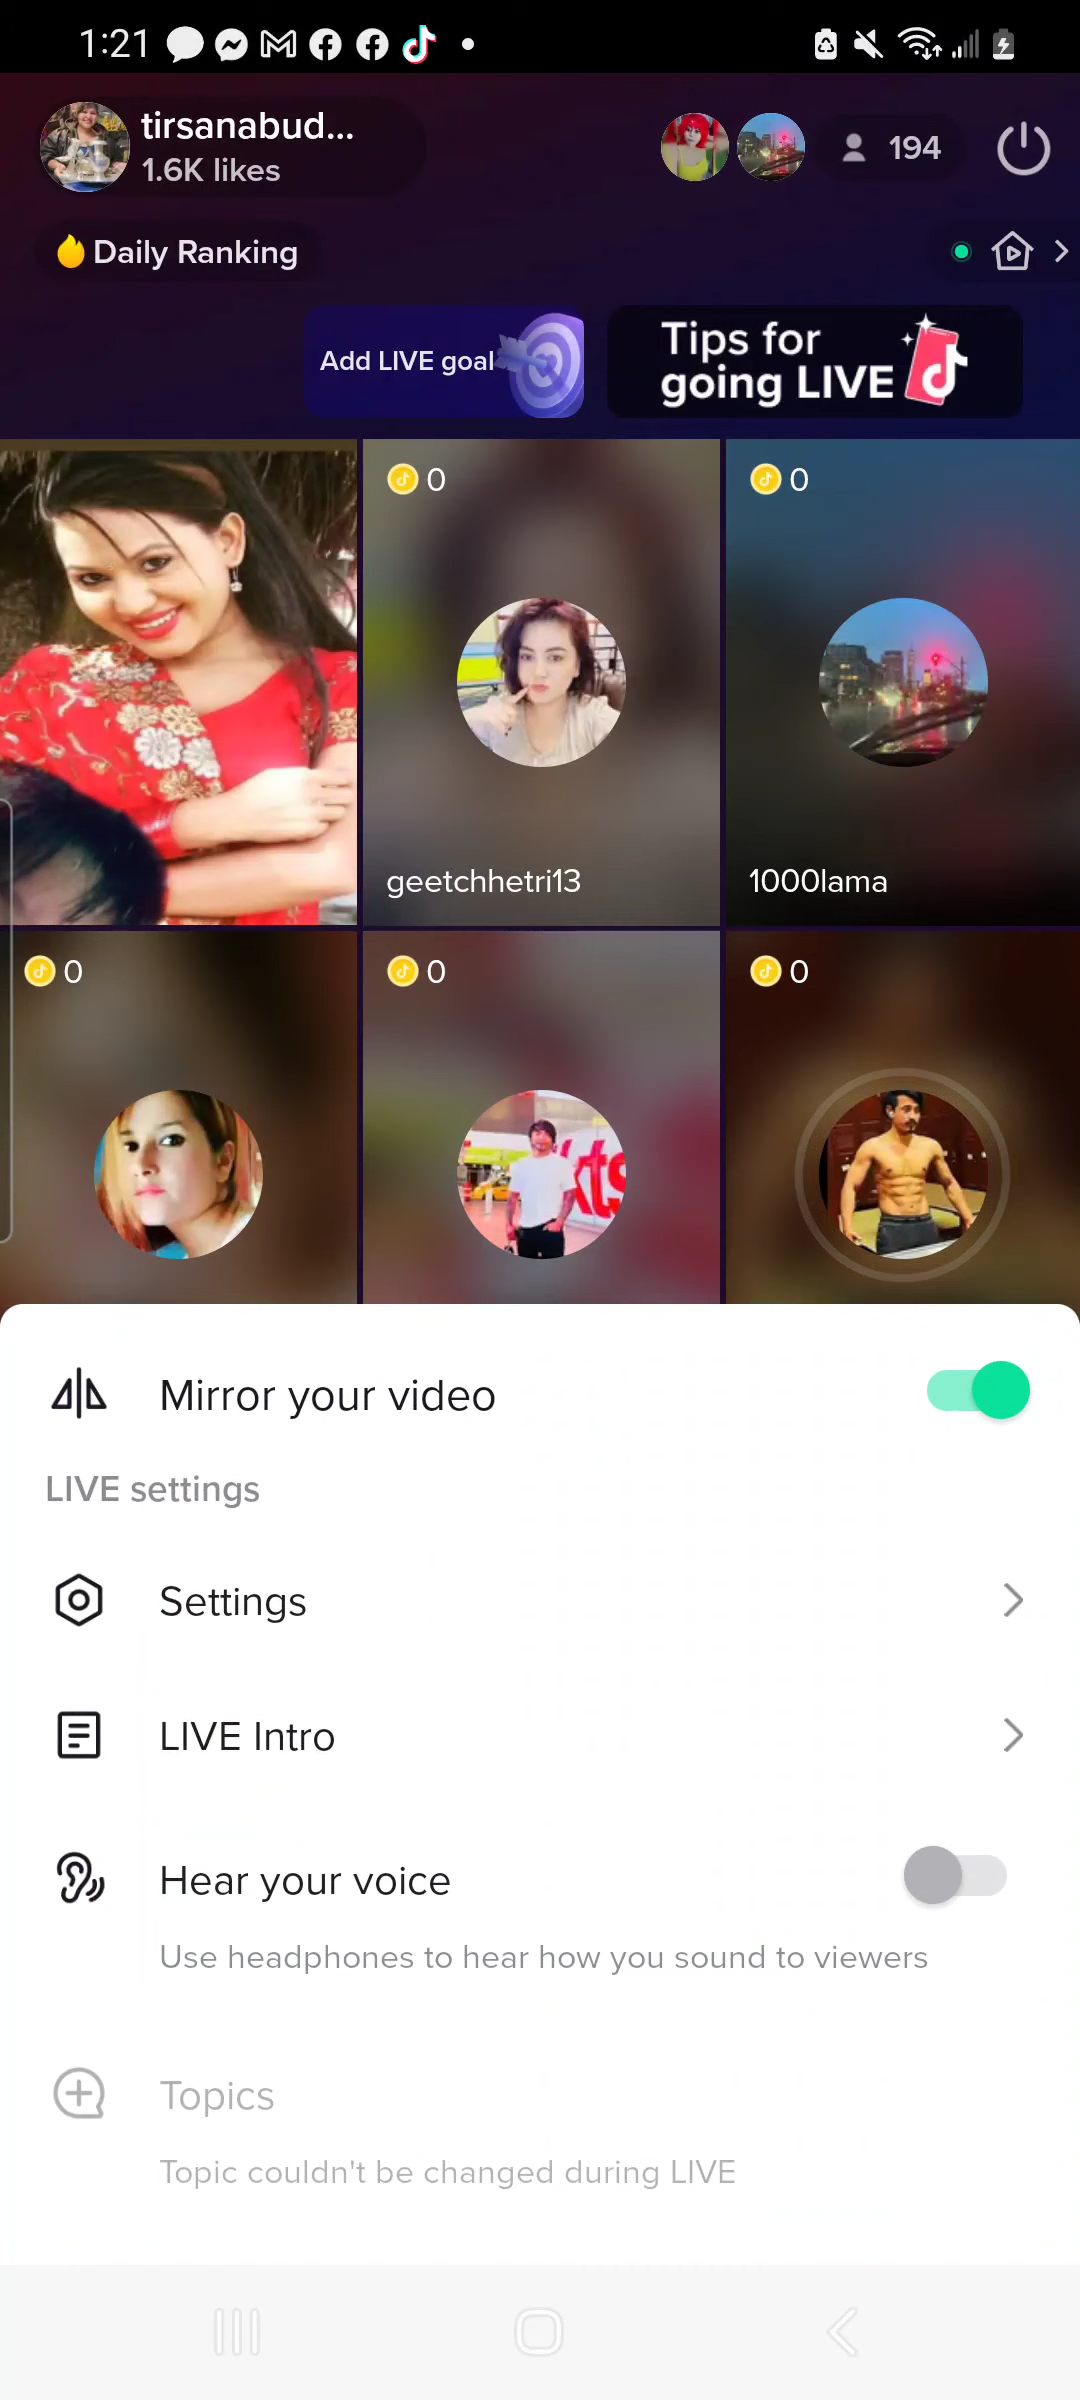 1:21
tirsanabud...
1.6K likes
194
Daily Ranking
Add LIVE goal
Tips for
going LIVE
0
0
geetchhetri13
1000lama
0
0
0
kts
Mirror your video
LIVE settings
Settings
LIVE Intro
Hear your voice
Use headphones to hear how you sound to viewers
Topics
Topic couldn't be changed during LIVE